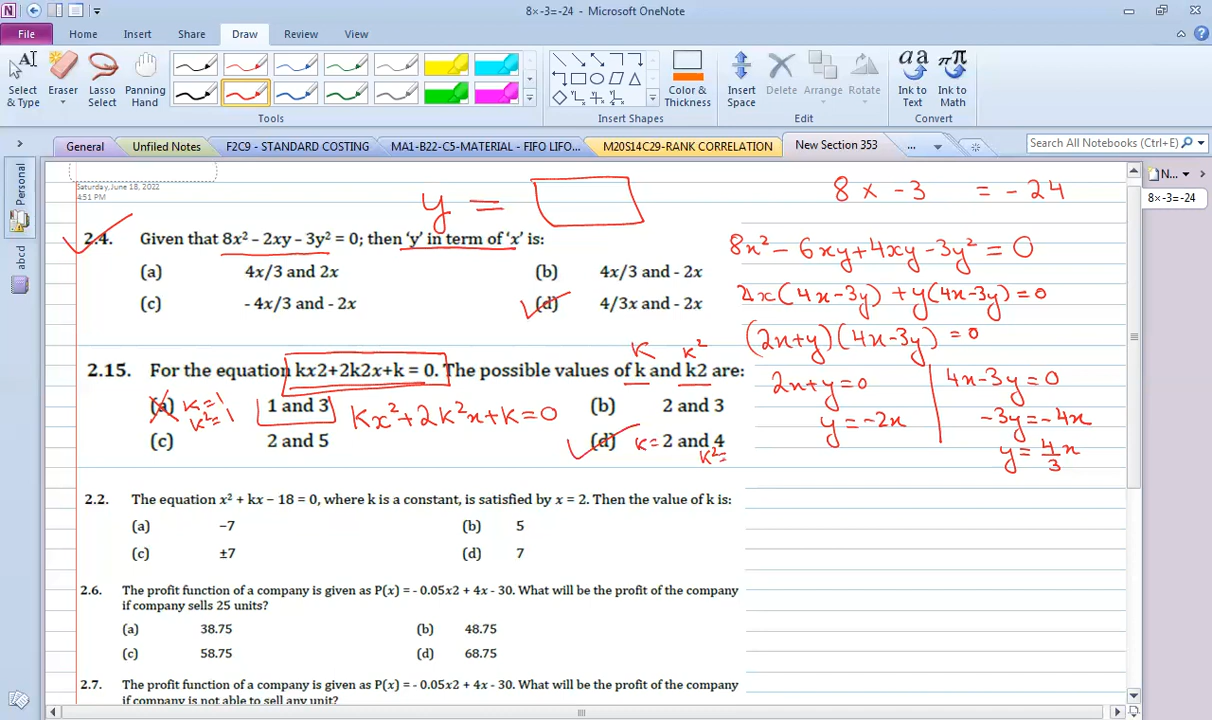 8×-3=-24 - Microsoft OneNote
File Home Insert Share Draw Review View
Select & Type Eraser Lasso Select Panning Hand Color & Thickness Insert Space Delete Arrange Rotate Ink to Text Ink to Math
Tools Insert Shapes Edit Convert
General Unfiled Notes F2C9 - STANDARD COSTING MA1-B22-C5-MATERIAL - FIFO LIFO... M20S14C29-RANK CORRELATION New Section 353 ... Search All Notebooks (Ctrl+E)
Personal
abcd
N...
8×-3=-24
Saturday, June 18, 2022
4:51 PM
y =
8 × -3 = -24
2.4. Given that 8x² – 2xy – 3y² = 0; then ‘y’ in term of ‘x’ is:
(a) 4x/3 and 2x (b) 4x/3 and - 2x
(c) - 4x/3 and - 2x (d) 4/3x and - 2x
8x² - 6xy + 4xy - 3y² = 0
2x(4x-3y) + y(4x-3y) = 0
(2x+y)(4x-3y) = 0
2x+y=0 4x-3y=0
y=-2x -3y=-4x
y=4/3 x
k k²
2.15. For the equation kx2+2k2x+k = 0. The possible values of k and k2 are:
(a) k=1 k²=1 1 and 3 (b) 2 and 3
kx²+2k²x+k=0
(c) 2 and 5 (d) k= 2 and 4
k²=
2.2. The equation x² + kx – 18 = 0, where k is a constant, is satisfied by x = 2. Then the value of k is:
(a) –7 (b) 5
(c) ±7 (d) 7
2.6. The profit function of a company is given as P(x) = - 0.05x2 + 4x - 30. What will be the profit of the company
if company sells 25 units?
(a) 38.75 (b) 48.75
(c) 58.75 (d) 68.75
2.7. The profit function of a company is given as P(x) = - 0.05x2 + 4x - 30. What will be the profit of the company
if company is not able to sell any unit?